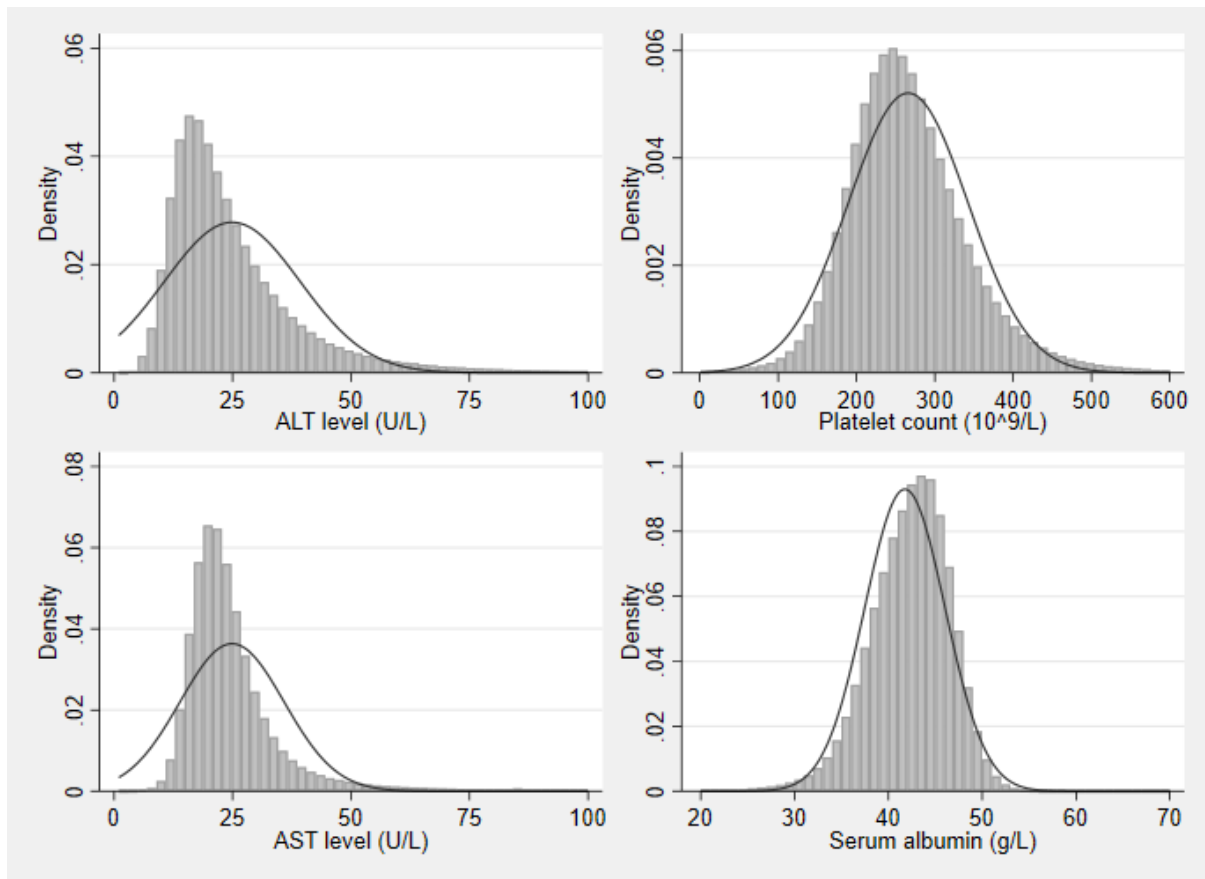 Density
.06
.04
.02
0
0 25 50 75 100
ALT level (U/L)
Density
.006
.004
.002
0
0 100 200 300 400 500 600
Platelet count (10^9/L)
Density
.08
.06
.04
.02
0
0 25 50 75 100
AST level (U/L)
Density
.1
.08
.06
.04
.02
0
20 30 40 50 60 70
Serum albumin (g/L)